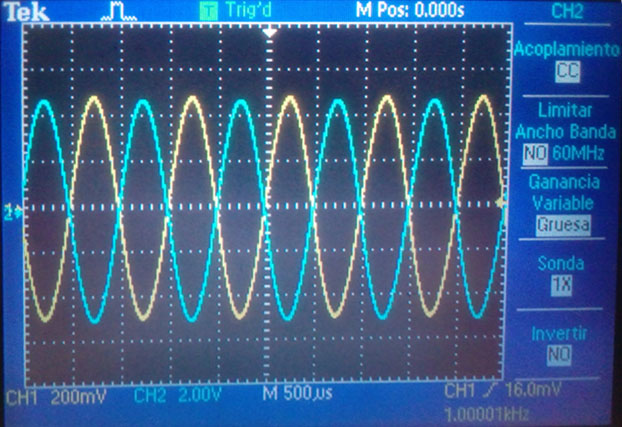 Tek T Trig'd M Pos: 0.000s CH2
Acoplamiento
CC
Limitar
Ancho Banda
NO 60MHz
Ganancia
Variable
Gruesa
Sonda
1X
Invertir
NO
2
CH1 200mV CH2 2.00V M 500µs CH1 16.0mV
1.00001kHz